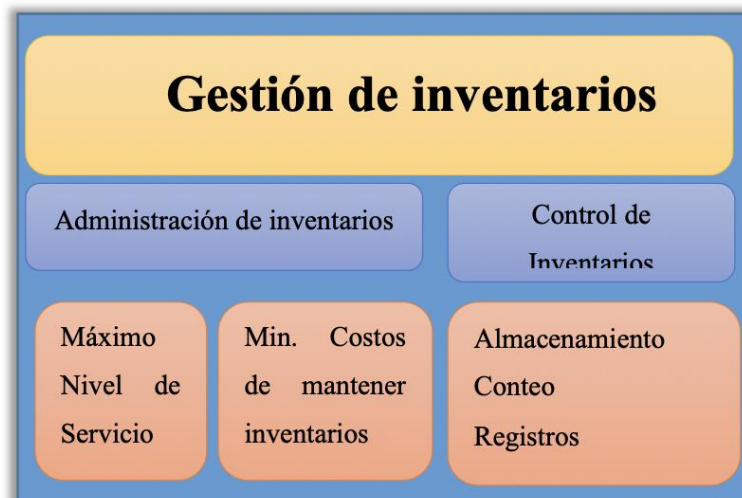 Gestión de inventarios
Administración de inventarios
Control de
Inventarios
Máximo
Nivel de
Servicio
Min. Costos
de mantener
inventarios
Almacenamiento
Conteo
Registros